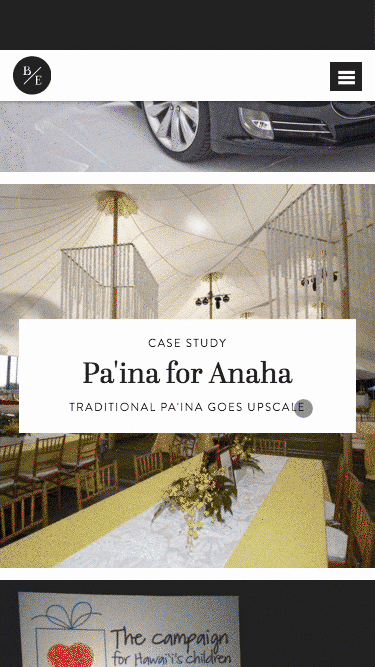 B/E
CASE STUDY
Pa'ina for Anaha
TRADITIONAL PA'INA GOES UPSCALE
The campaign
for Hawai'i's children